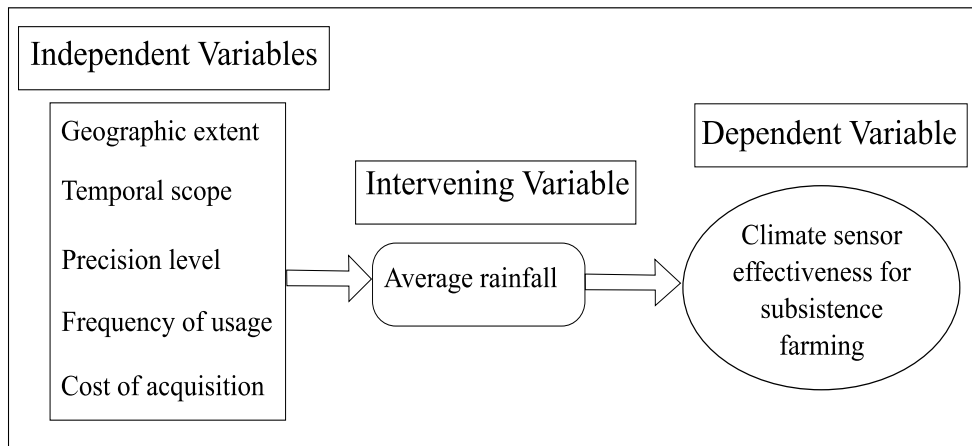 Independent Variables
Geographic extent
Temporal scope
Precision level
Frequency of usage
Cost of acquisition
Intervening Variable
Average rainfall
Dependent Variable
Climate sensor
effectiveness for
subsistence
farming